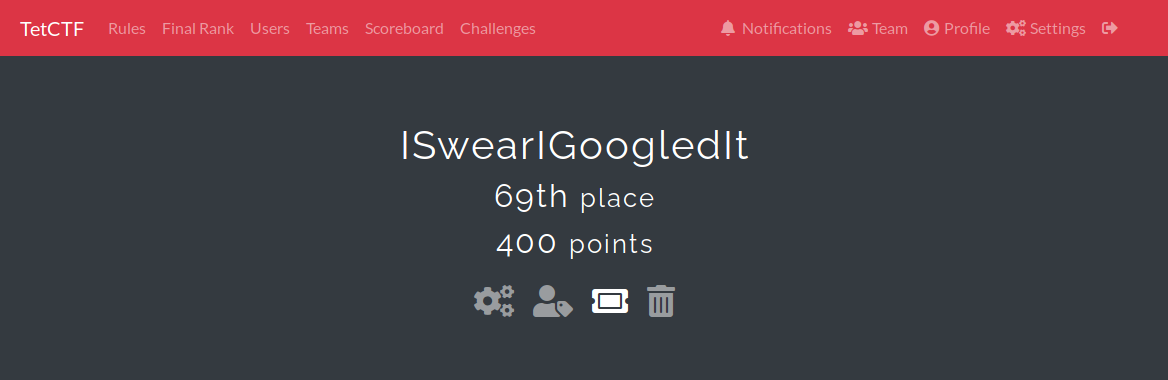 TetCTF Rules Final Rank Users Teams Scoreboard Challenges Notifications Team Profile Settings
ISwearIGoogledIt
69th place
400 points